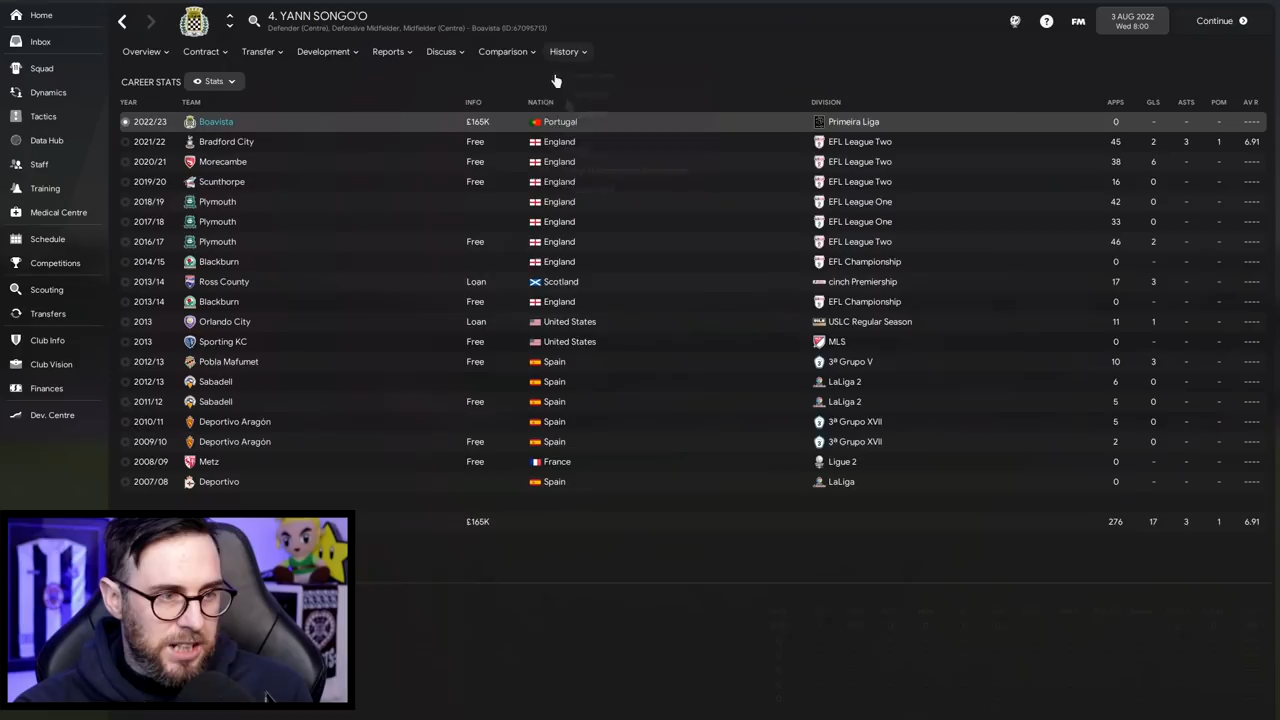 Home
4. YANN SONGO'O
Defender (Centre), Defensive Midfielder, Midfielder (Centre) - Boavista (ID:67095713)
FM
3 AUG 2022
Wed 8:00
Continue
Inbox
Squad
Dynamics
Tactics
Data Hub
Staff
Training
Medical Centre
Schedule
Competitions
Scouting
Transfers
Club Info
Club Vision
Finances
Dev. Centre
Overview Contract Transfer Development Reports Discuss Comparison History
CAREER STATS Stats
YEAR TEAM INFO NATION DIVISION APPS GLS ASTS POM AV R
2022/23 Boavista £165K Portugal Primeira Liga 0 - - - ----
2021/22 Bradford City Free England EFL League Two 45 2 3 1 6.91
2020/21 Morecambe Free England EFL League Two 38 6 - - ----
2019/20 Scunthorpe Free England EFL League Two 16 0 - - ----
2018/19 Plymouth England EFL League One 42 0 - - ----
2017/18 Plymouth England EFL League One 33 0 - - ----
2016/17 Plymouth Free England EFL League Two 46 2 - - ----
2014/15 Blackburn England EFL Championship 0 - - - ----
2013/14 Ross County Loan Scotland cinch Premiership 17 3 - - ----
2013/14 Blackburn Free England EFL Championship 0 - - - ----
2013 Orlando City Loan United States USLC Regular Season 11 1 - - ----
2013 Sporting KC Free United States MLS 0 - - - ----
2012/13 Pobla Mafumet Free Spain 3ª Grupo V 10 3 - - ----
2012/13 Sabadell Spain LaLiga 2 6 0 - - ----
2011/12 Sabadell Free Spain LaLiga 2 5 0 - - ----
2010/11 Deportivo Aragón Spain 3ª Grupo XVII 5 0 - - ----
2009/10 Deportivo Aragón Free Spain 3ª Grupo XVII 2 0 - - ----
2008/09 Metz Free France Ligue 2 0 - - - ----
2007/08 Deportivo Spain LaLiga 0 - - - ----
£165K 276 17 3 1 6.91